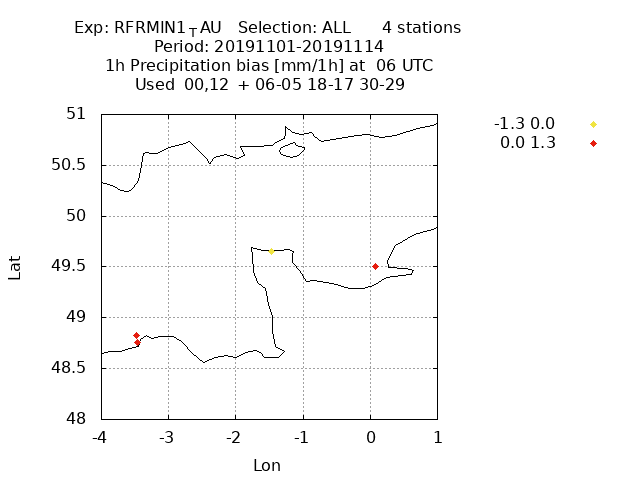 Exp: RFRMIN1_TAU   Selection: ALL      4 stations
Period: 20191101-20191114
1h Precipitation bias [mm/1h] at  06 UTC
Used  00,12  + 06-05 18-17 30-29
-1.3 0.0
0.0 1.3
51
50.5
50
49.5
49
48.5
48
Lat
-4 -3 -2 -1 0 1
Lon